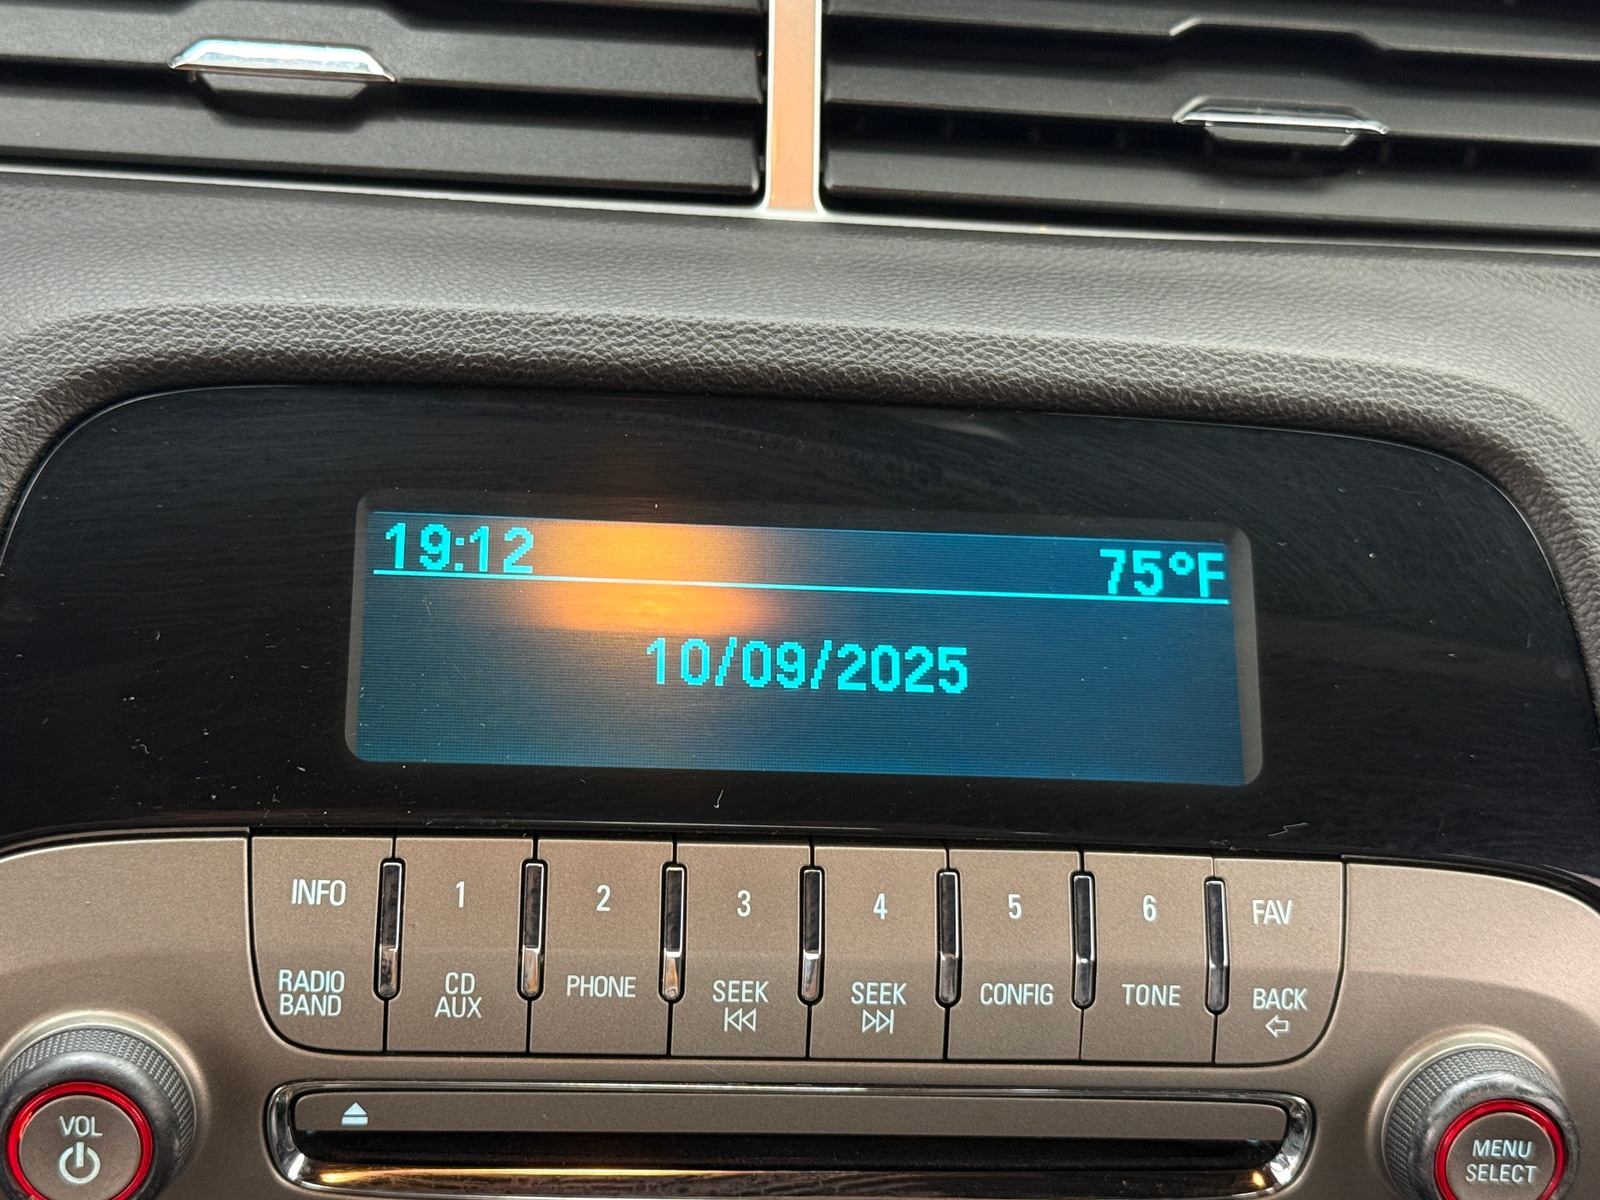 19:12 75°F
10/09/2025
INFO 1 2 3 4 5 6 FAV
RADIO BAND
CD AUX
PHONE
SEEK
SEEK
CONFIG
TONE
BACK
VOL
MENU
SELECT